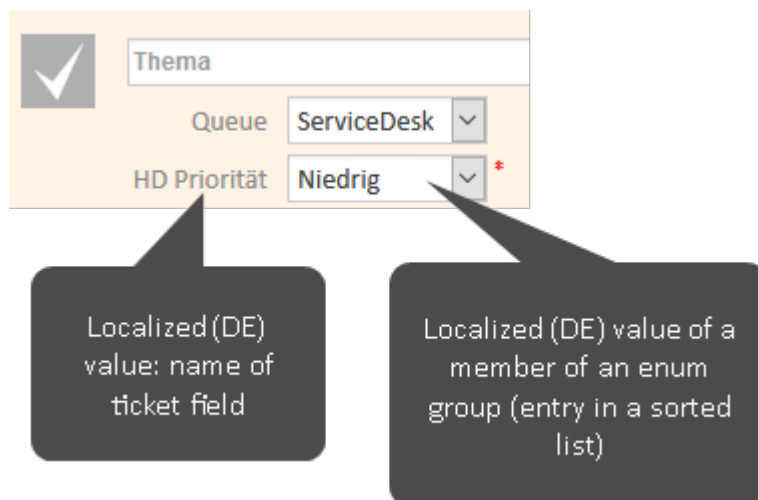 Thema
Queue ServiceDesk
HD Priorität Niedrig *
Localized (DE)
value: name of
ticket field
Localized (DE) value of a
member of an enum
group (entry in a sorted
list)